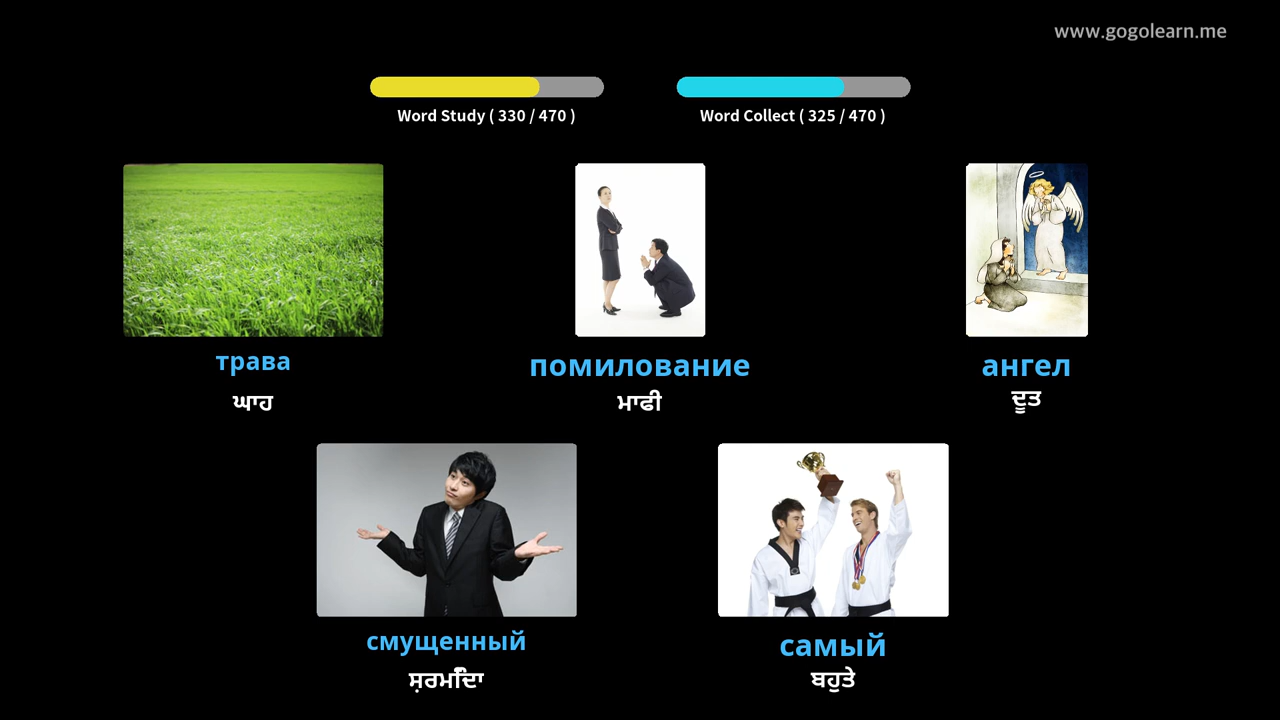 www.gogolearn.me
Word Study ( 330 / 470 )
Word Collect ( 325 / 470 )
трава
ਘਾਹ
помилование
ਮਾਫੀ
ангел
ਦੂਤ
смущенный
ਸ਼ਰਮਿੰਦਾ
самый
ਬਹੁਤੇ